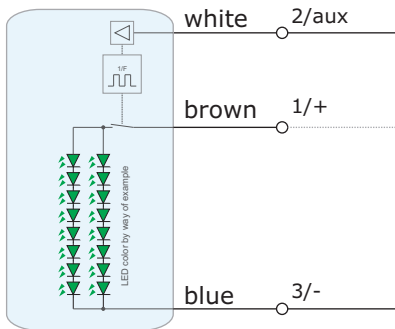 white 2/aux
1/F
brown 1/+
LED color by way of example
blue 3/-